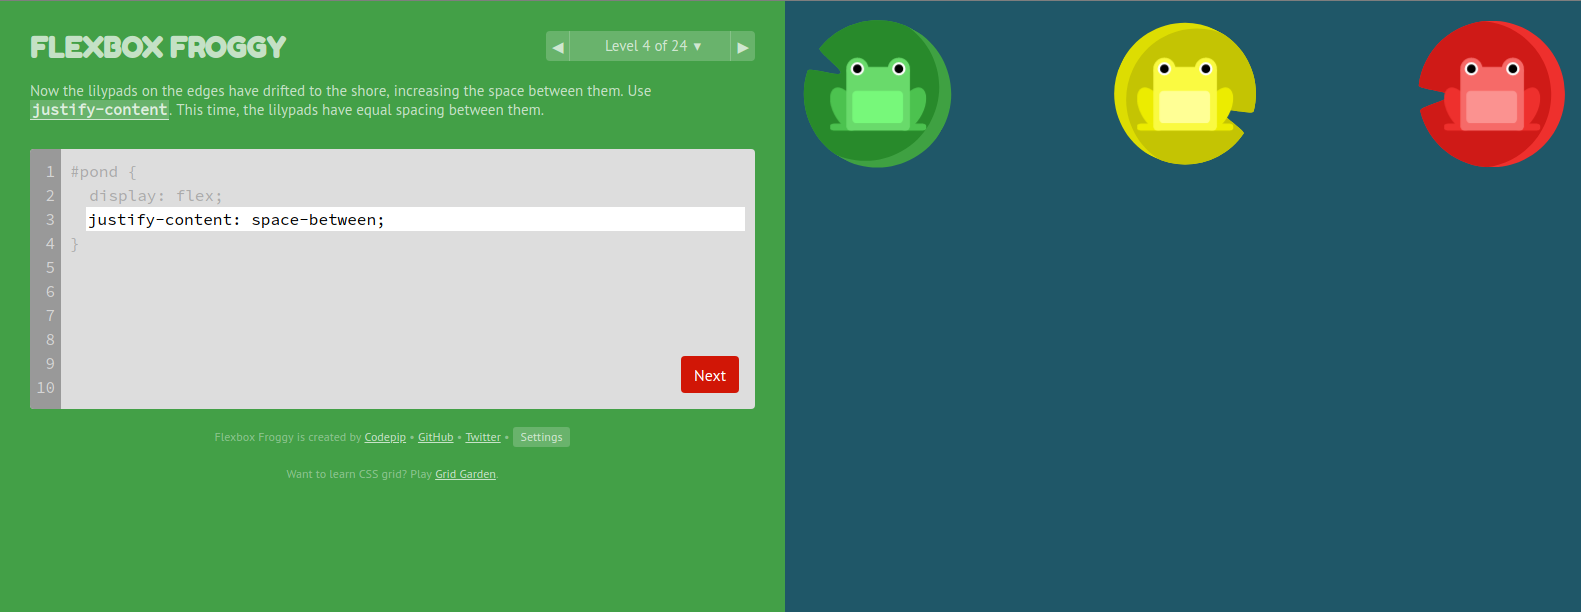 FLEXBOX FROGGY
◀ Level 4 of 24 ▼ ▶
Now the lilypads on the edges have drifted to the shore, increasing the space between them. Use
justify-content. This time, the lilypads have equal spacing between them.
1 #pond {
2 display: flex;
3 justify-content: space-between;
4 }
5
6
7
8
9
10
Next
Flexbox Froggy is created by Codepip • GitHub • Twitter • Settings
Want to learn CSS grid? Play Grid Garden.